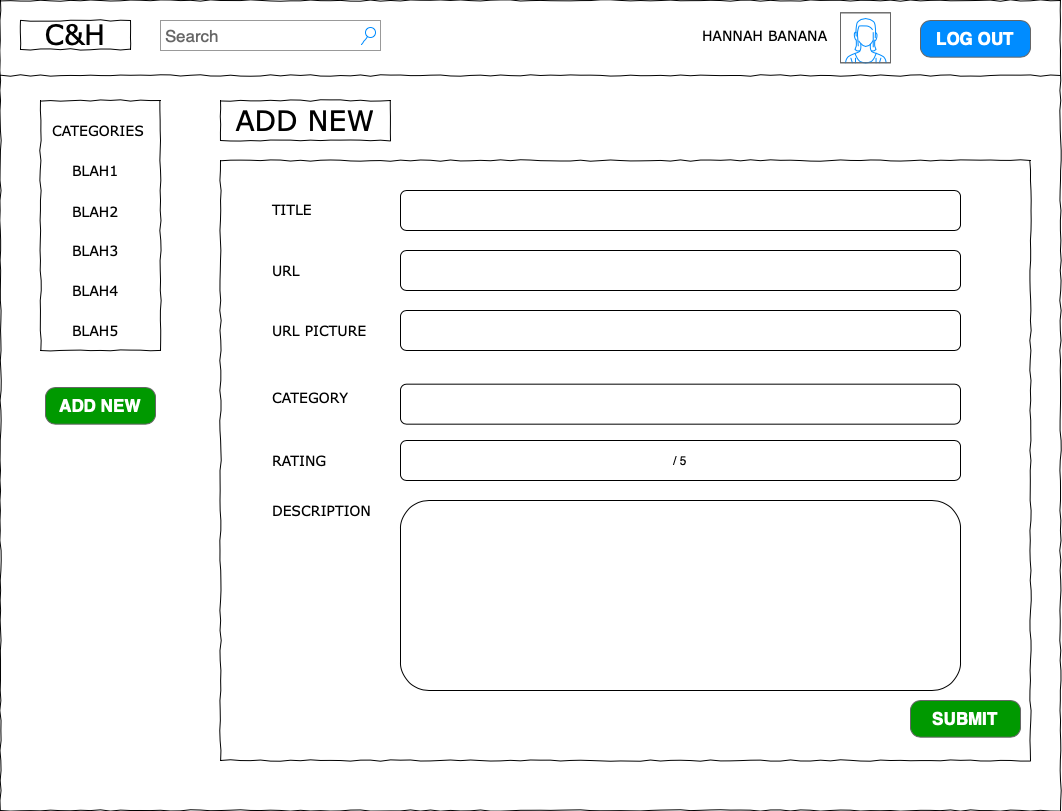 C&H
Search
HANNAH BANANA
LOG OUT
CATEGORIES
BLAH1
BLAH2
BLAH3
BLAH4
BLAH5
ADD NEW
ADD NEW
TITLE
URL
URL PICTURE
CATEGORY
RATING
/ 5
DESCRIPTION
SUBMIT